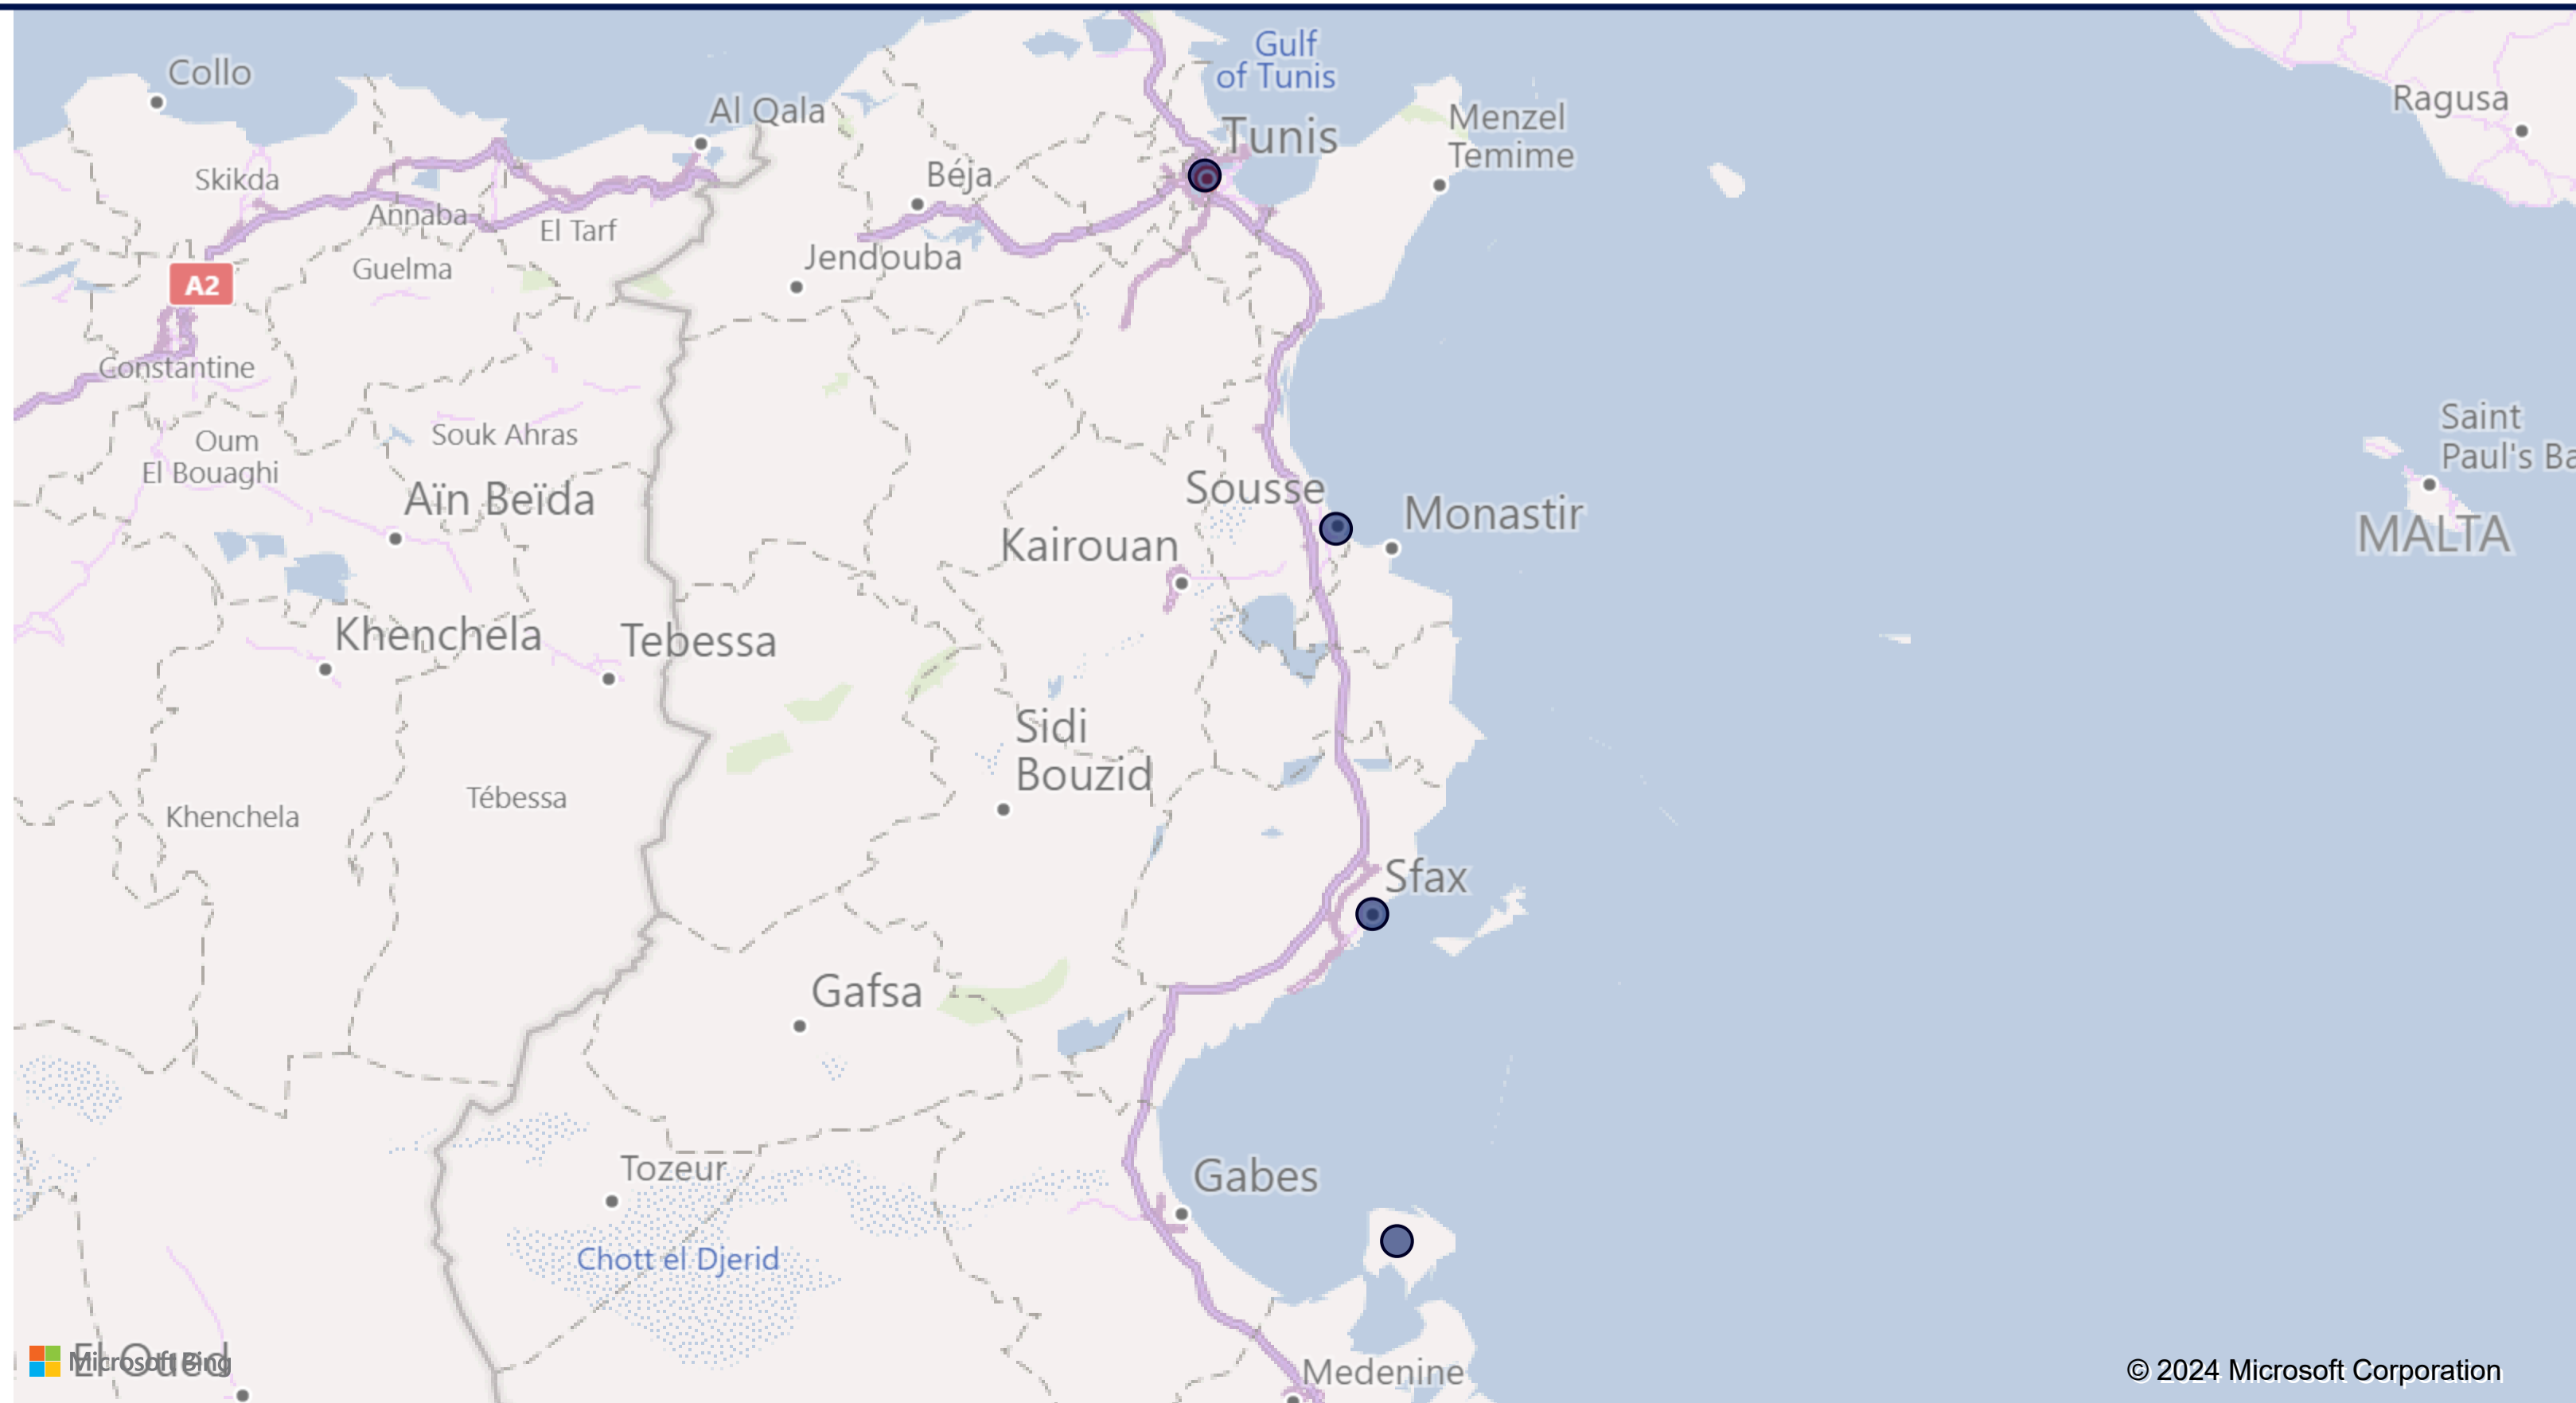 Gulf
of Tunis
Collo
Ragusa
Al Qala
Menzel
Temime
Tunis
Béja
Skikda
Annaba
El Tarf
Jendouba
Guelma
A2
Constantine
Saint
Paul's Ba
Oum
El Bouaghi
Souk Ahras
Aïn Beïda
Sousse
Monastir
MALTA
Kairouan
Khenchela
Tebessa
Sidi
Bouzid
Tébessa
Khenchela
Sfax
Gafsa
Tozeur
Gabes
Chott el Djerid
El Oued
Microsoft Bing
Medenine
© 2024 Microsoft Corporation